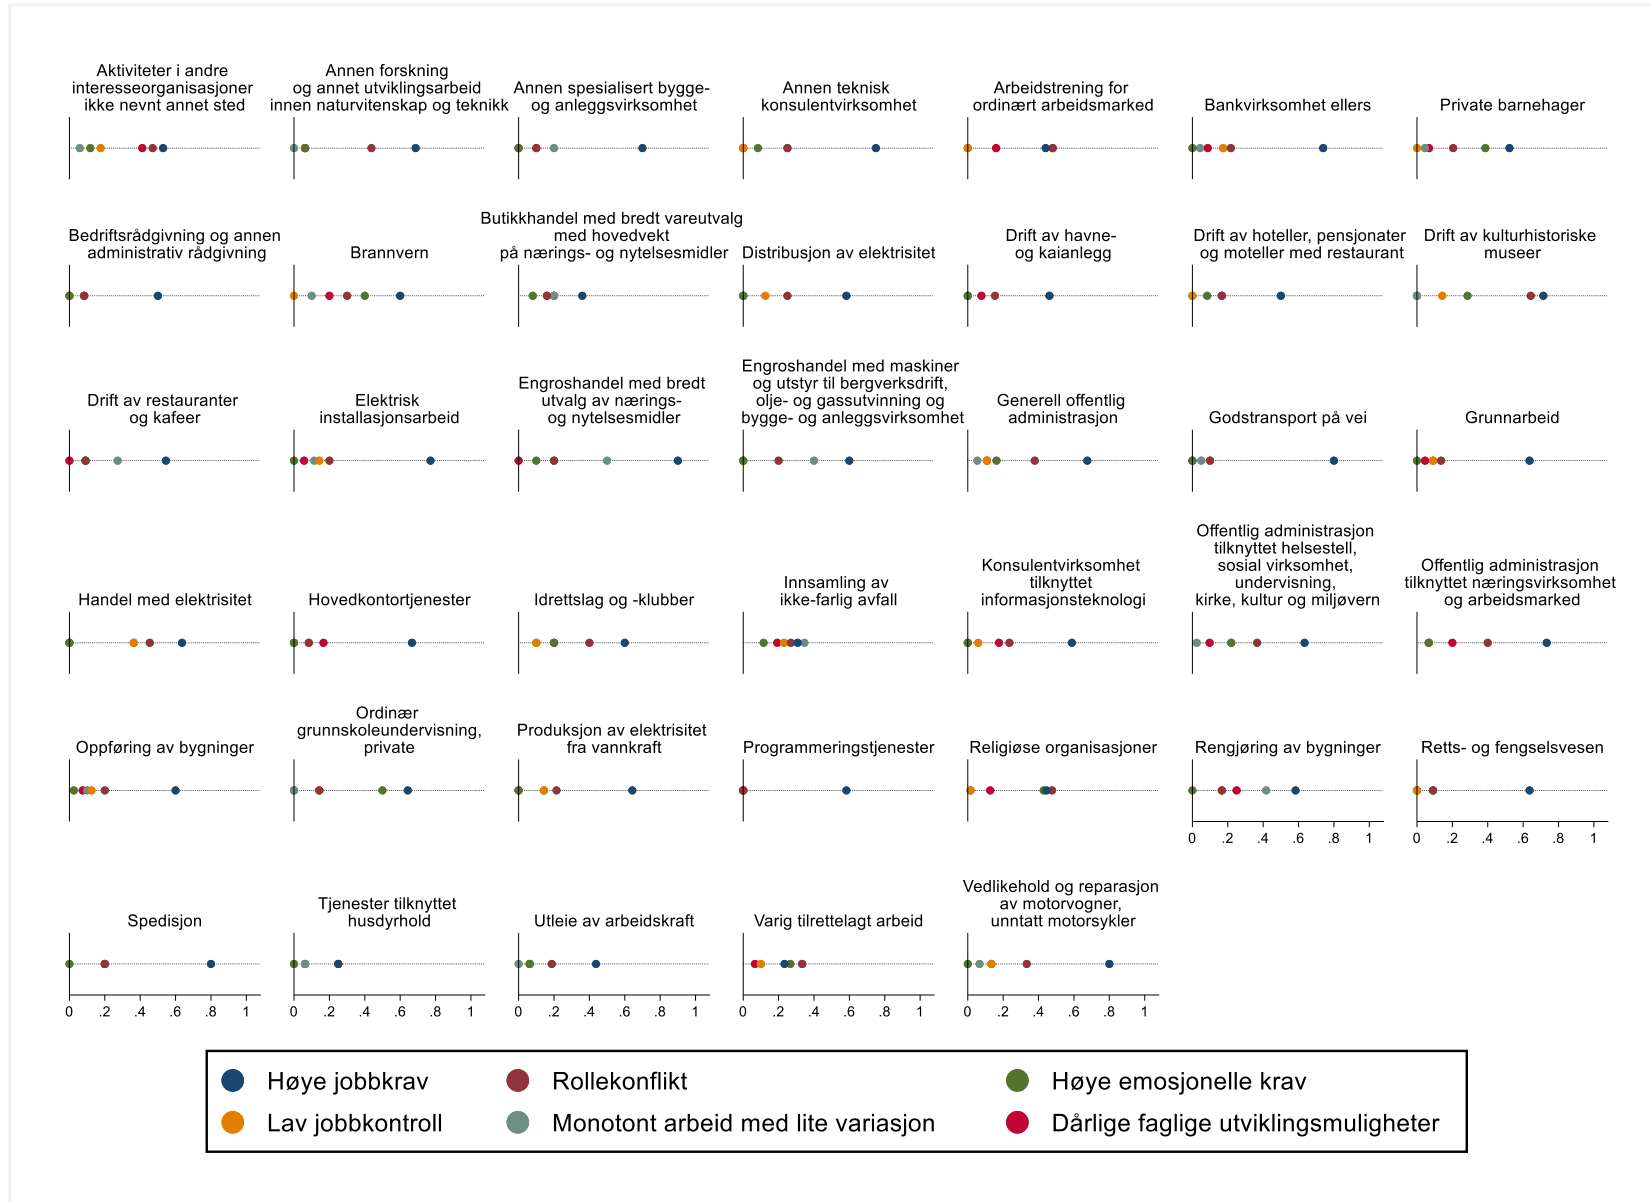 Aktiviteter i andre
interesseorganisasjoner
ikke nevnt annet sted
Annen forskning
og annet utviklingsarbeid
innen naturvitenskap og teknikk
Annen spesialisert bygge-
og anleggsvirksomhet
Annen teknisk
konsulentvirksomhet
Arbeidstrening for
ordinært arbeidsmarked
Bankvirksomhet ellers
Private barnehager
Bedriftsrådgivning og annen
administrativ rådgivning
Brannvern
Butikkhandel med bredt vareutvalg
med hovedvekt
på nærings- og nytelsesmidler
Distribusjon av elektrisitet
Drift av havne-
og kaianlegg
Drift av hoteller, pensjonater
og moteller med restaurant
Drift av kulturhistoriske
museer
Drift av restauranter
og kafeer
Elektrisk
installasjonsarbeid
Engroshandel med bredt
utvalg av nærings-
og nytelsesmidler
Engroshandel med maskiner
og utstyr til bergverksdrift,
olje- og gassutvinning og
bygge- og anleggsvirksomhet
Generell offentlig
administrasjon
Godstransport på vei
Grunnarbeid
Handel med elektrisitet
Hovedkontortjenester
Idrettslag og -klubber
Innsamling av
ikke-farlig avfall
Konsulentvirksomhet
tilknyttet
informasjonsteknologi
Offentlig administrasjon
tilknyttet helsestell,
sosial virksomhet,
undervisning,
kirke, kultur og miljøvern
Offentlig administrasjon
tilknyttet næringsvirksomhet
og arbeidsmarked
Oppføring av bygninger
Ordinær
grunnskoleundervisning,
private
Produksjon av elektrisitet
fra vannkraft
Programmeringstjenester
Religiøse organisasjoner
Rengjøring av bygninger
0 .2 .4 .6 .8 1
Retts- og fengselsvesen
0 .2 .4 .6 .8 1
Spedisjon
0 .2 .4 .6 .8 1
Tjenester tilknyttet
husdyrhold
0 .2 .4 .6 .8 1
Utleie av arbeidskraft
0 .2 .4 .6 .8 1
Varig tilrettelagt arbeid
0 .2 .4 .6 .8 1
Vedlikehold og reparasjon
av motorvogner,
unntatt motorsykler
0 .2 .4 .6 .8 1
Høye jobbkrav
Rollekonflikt
Høye emosjonelle krav
Lav jobbkontroll
Monotont arbeid med lite variasjon
Dårlige faglige utviklingsmuligheter